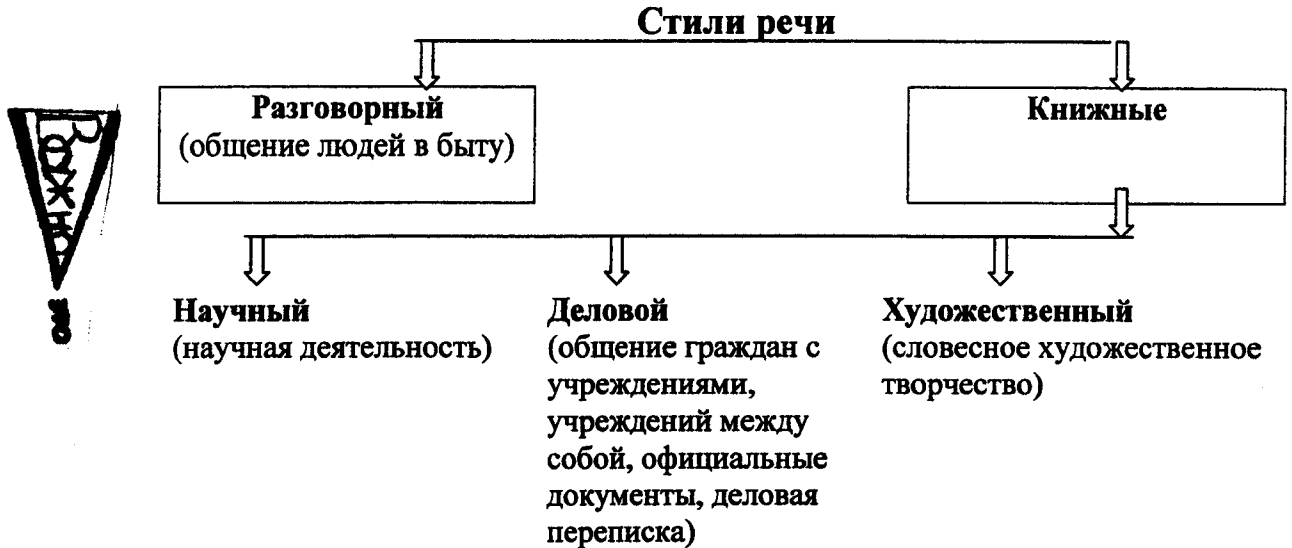 Стили речи
Разговорный
(общение людей в быту)
Книжные
Научный
(научная деятельность)
Деловой
(общение граждан с
учреждениями,
учреждений между
собой, официальные
документы, деловая
переписка)
Художественный
(словесное художественное
творчество)